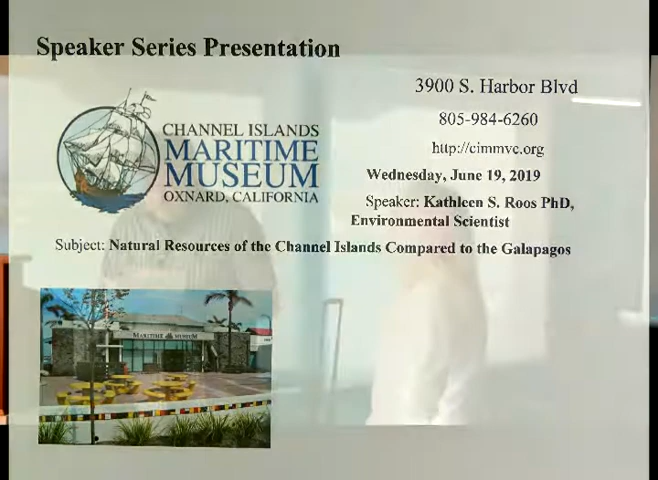 Speaker Series Presentation
3900 S. Harbor Blvd
805-984-6260
http://cimmvc.org
CHANNEL ISLANDS
MARITIME
MUSEUM
OXNARD, CALIFORNIA
Wednesday, June 19, 2019
Speaker: Kathleen S. Roos PhD,
Environmental Scientist
Subject: Natural Resources of the Channel Islands Compared to the Galapagos
MARITIME MUSEUM